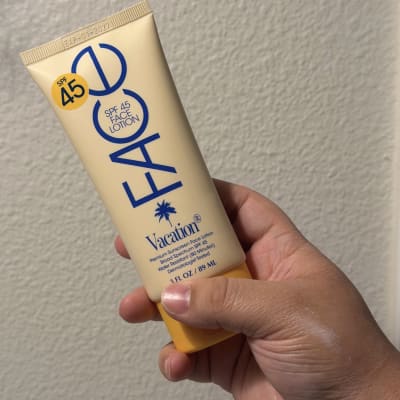 SPF
45
FACE
SPF 45
FACE
LOTION
Vacation®
Premium Sunscreen Face Lotion
Broad Spectrum SPF 45
Water Resistant (80 Minutes)
Dermatologist Tested
3 FL OZ / 89 ML